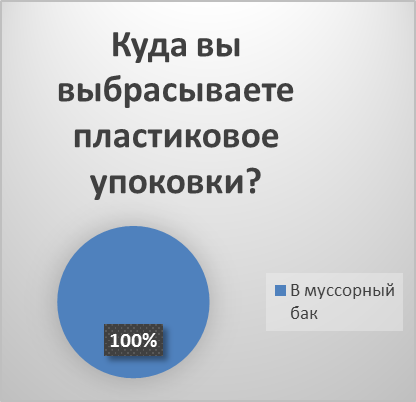 Куда вы
выбрасываете
пластиковое
упоковки?
100%
В муссорный
бак